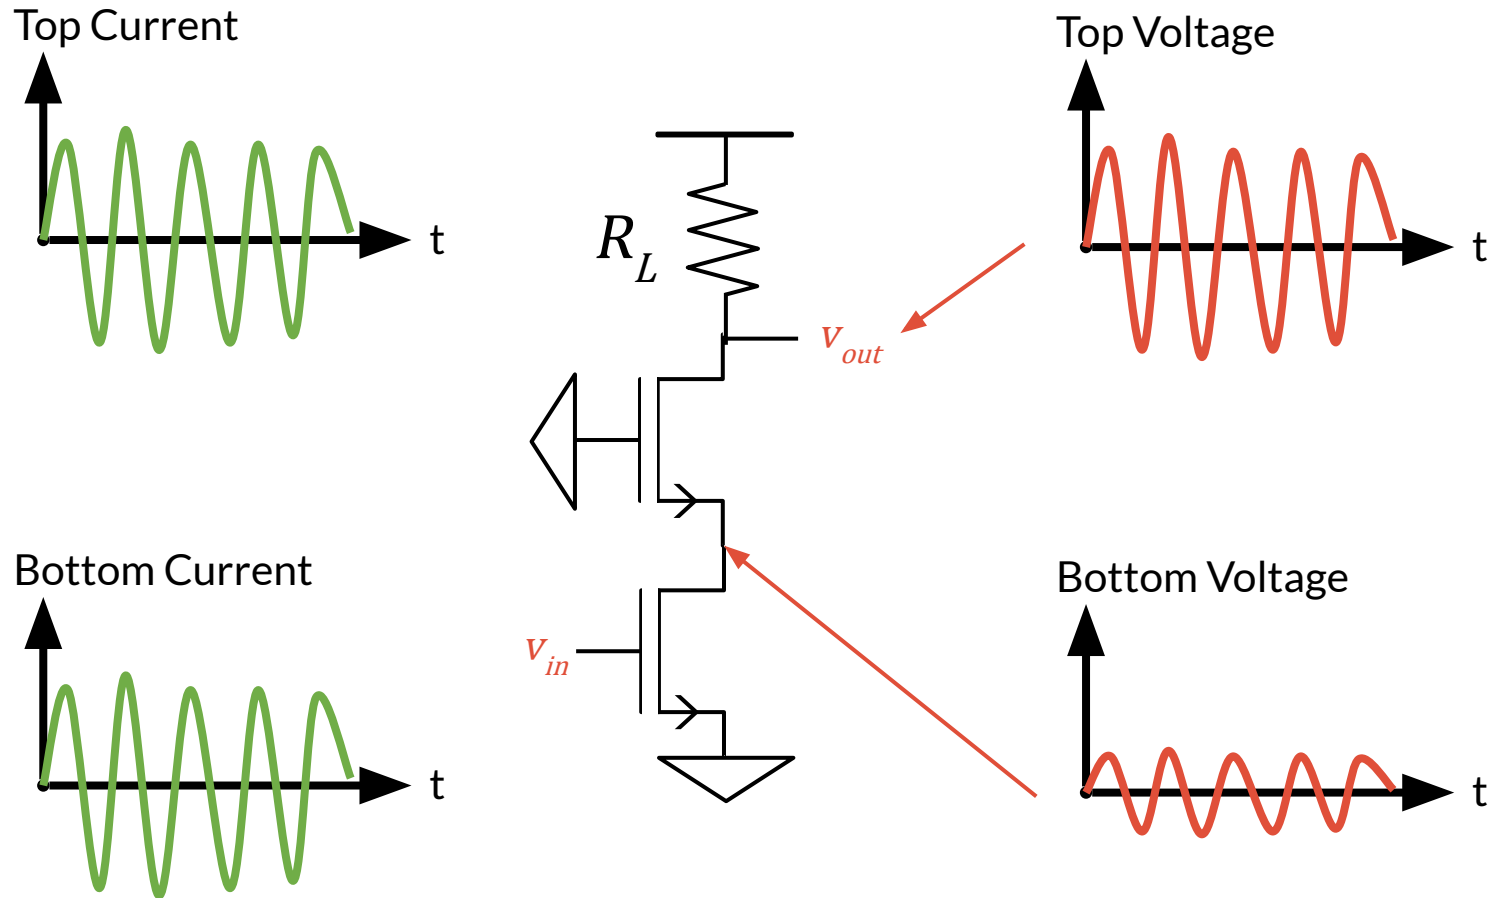 Top Current
t
Top Voltage
t
R_L
v_out
Bottom Current
t
v_in
Bottom Voltage
t